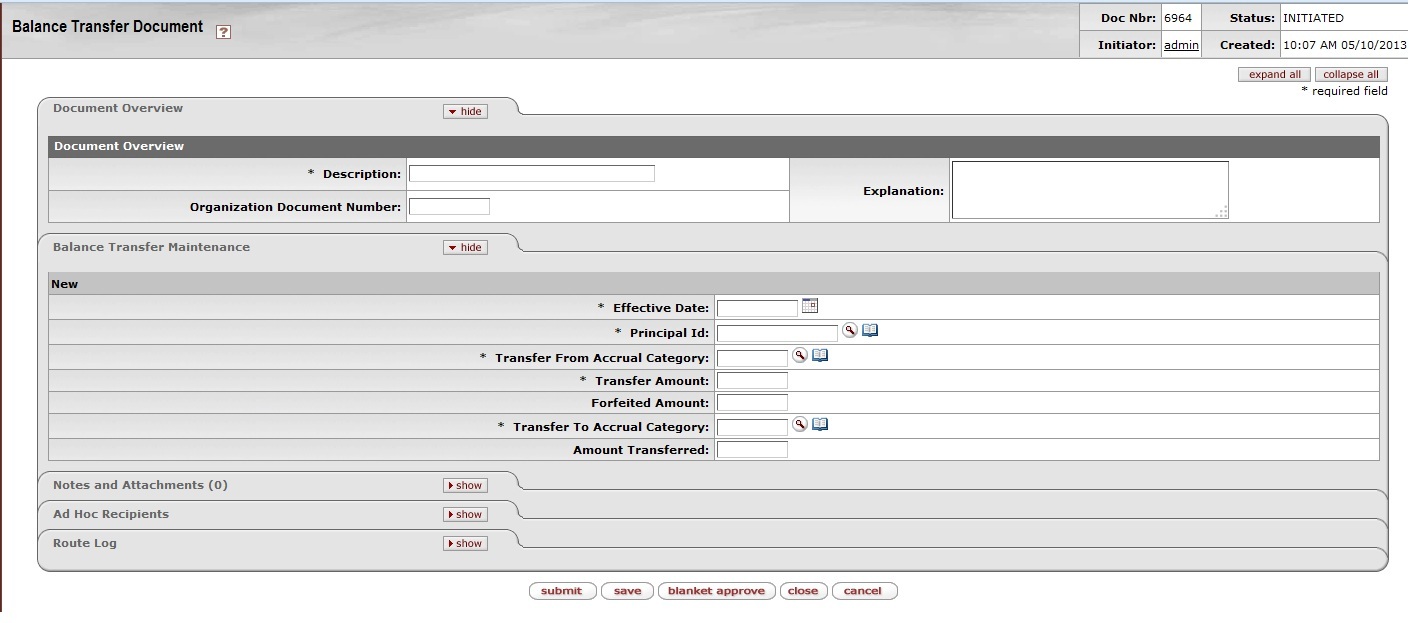 Balance Transfer Document ?
Doc Nbr: 6964 Status: INITIATED
Initiator: admin Created: 10:07 AM 05/10/2013
expand all collapse all
* required field
Document Overview hide
Document Overview
* Description:
Explanation:
Organization Document Number:
Balance Transfer Maintenance hide
New
* Effective Date:
* Principal Id:
* Transfer From Accrual Category:
* Transfer Amount:
Forfeited Amount:
* Transfer To Accrual Category:
Amount Transferred:
Notes and Attachments (0) show
Ad Hoc Recipients show
Route Log show
submit save blanket approve close cancel